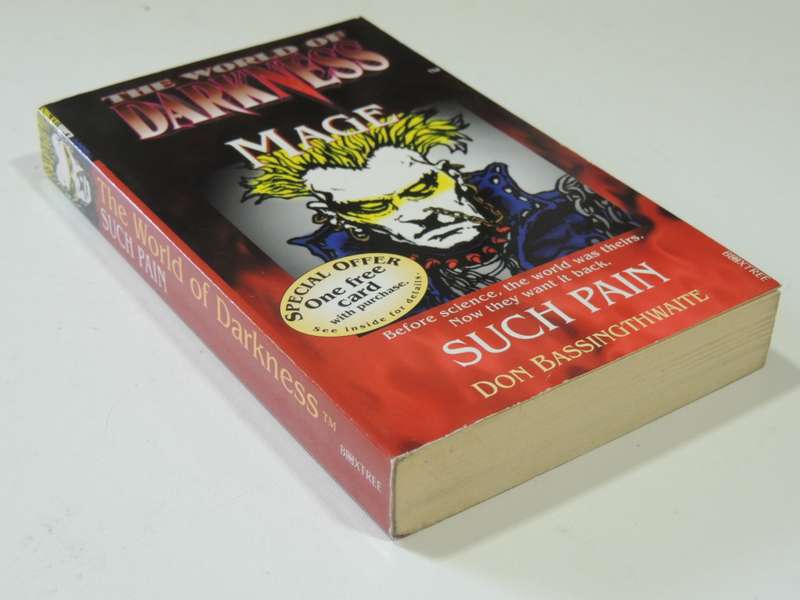 THE WORLD OF
DARKNESS
TM
MAGE
SPECIAL OFFER
One free
card
with purchase.
See inside for details.
Before science, the world was theirs.
Now they want it back.
SUCH PAIN
DON BASSINGTHWAITE
BOXTREE
The World of Darkness™
SUCH PAIN
BOXTREE